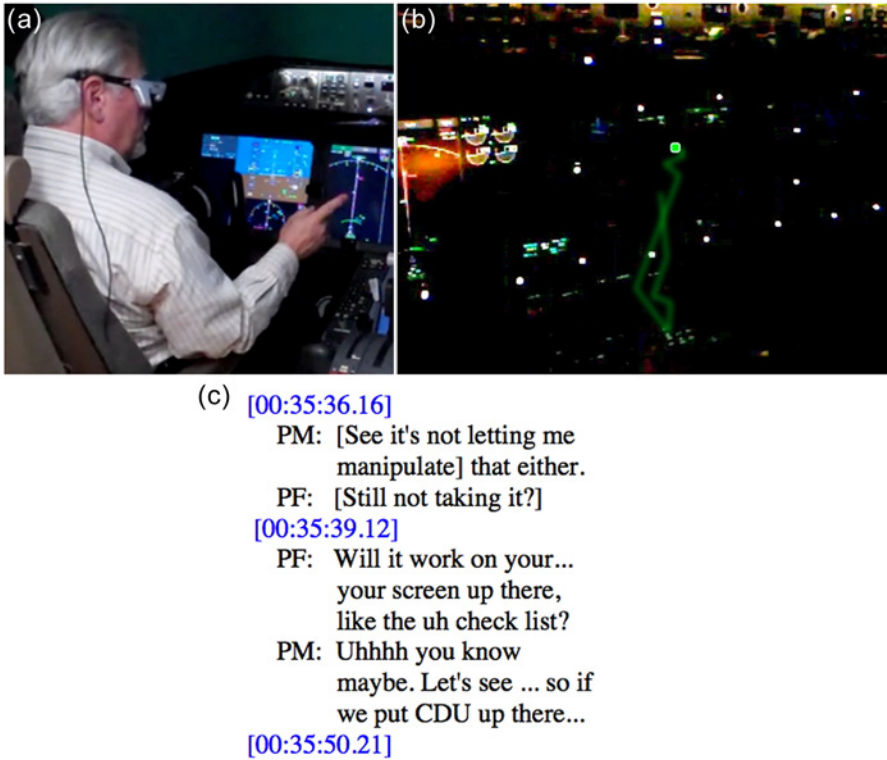 (a)
(b)
(c)
[00:35:36.16]
PM: [See it's not letting me
manipulate] that either.
PF: [Still not taking it?]
[00:35:39.12]
PF: Will it work on your...
your screen up there,
like the uh check list?
PM: Uhhhh you know
maybe. Let's see ... so if
we put CDU up there...
[00:35:50.21]